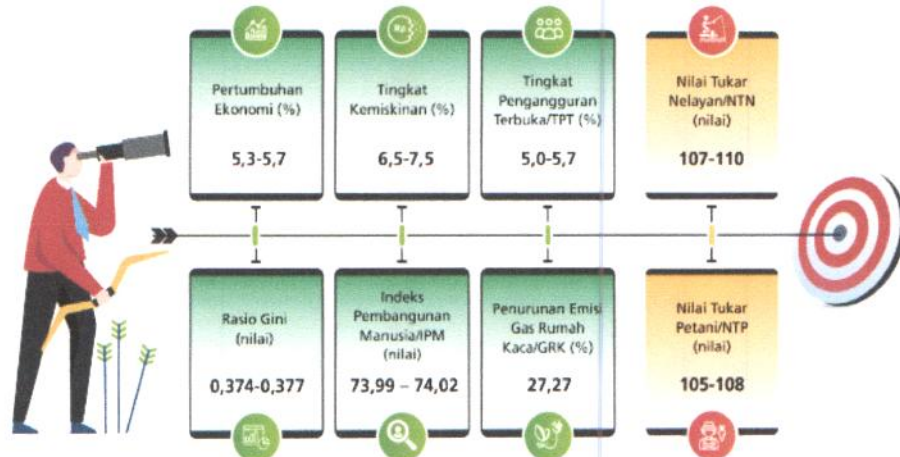 Pertumbuhan
Ekonomi (%)
5,3-5,7
Rp
Tingkat
Kemiskinan (%)
6,5-7,5
Tingkat
Pengangguran
Terbuka/TPT (%)
5,0-5,7
Nilai Tukar
Nelayan/NTN
(nilai)
107-110
Rasio Gini
(nilai)
0,374-0,377
Indeks
Pembangunan
Manusia/IPM
(nilai)
73,99 – 74,02
Penurunan Emisi
Gas Rumah
Kaca/GRK (%)
27,27
Nilai Tukar
Petani/NTP
(nilai)
105-108